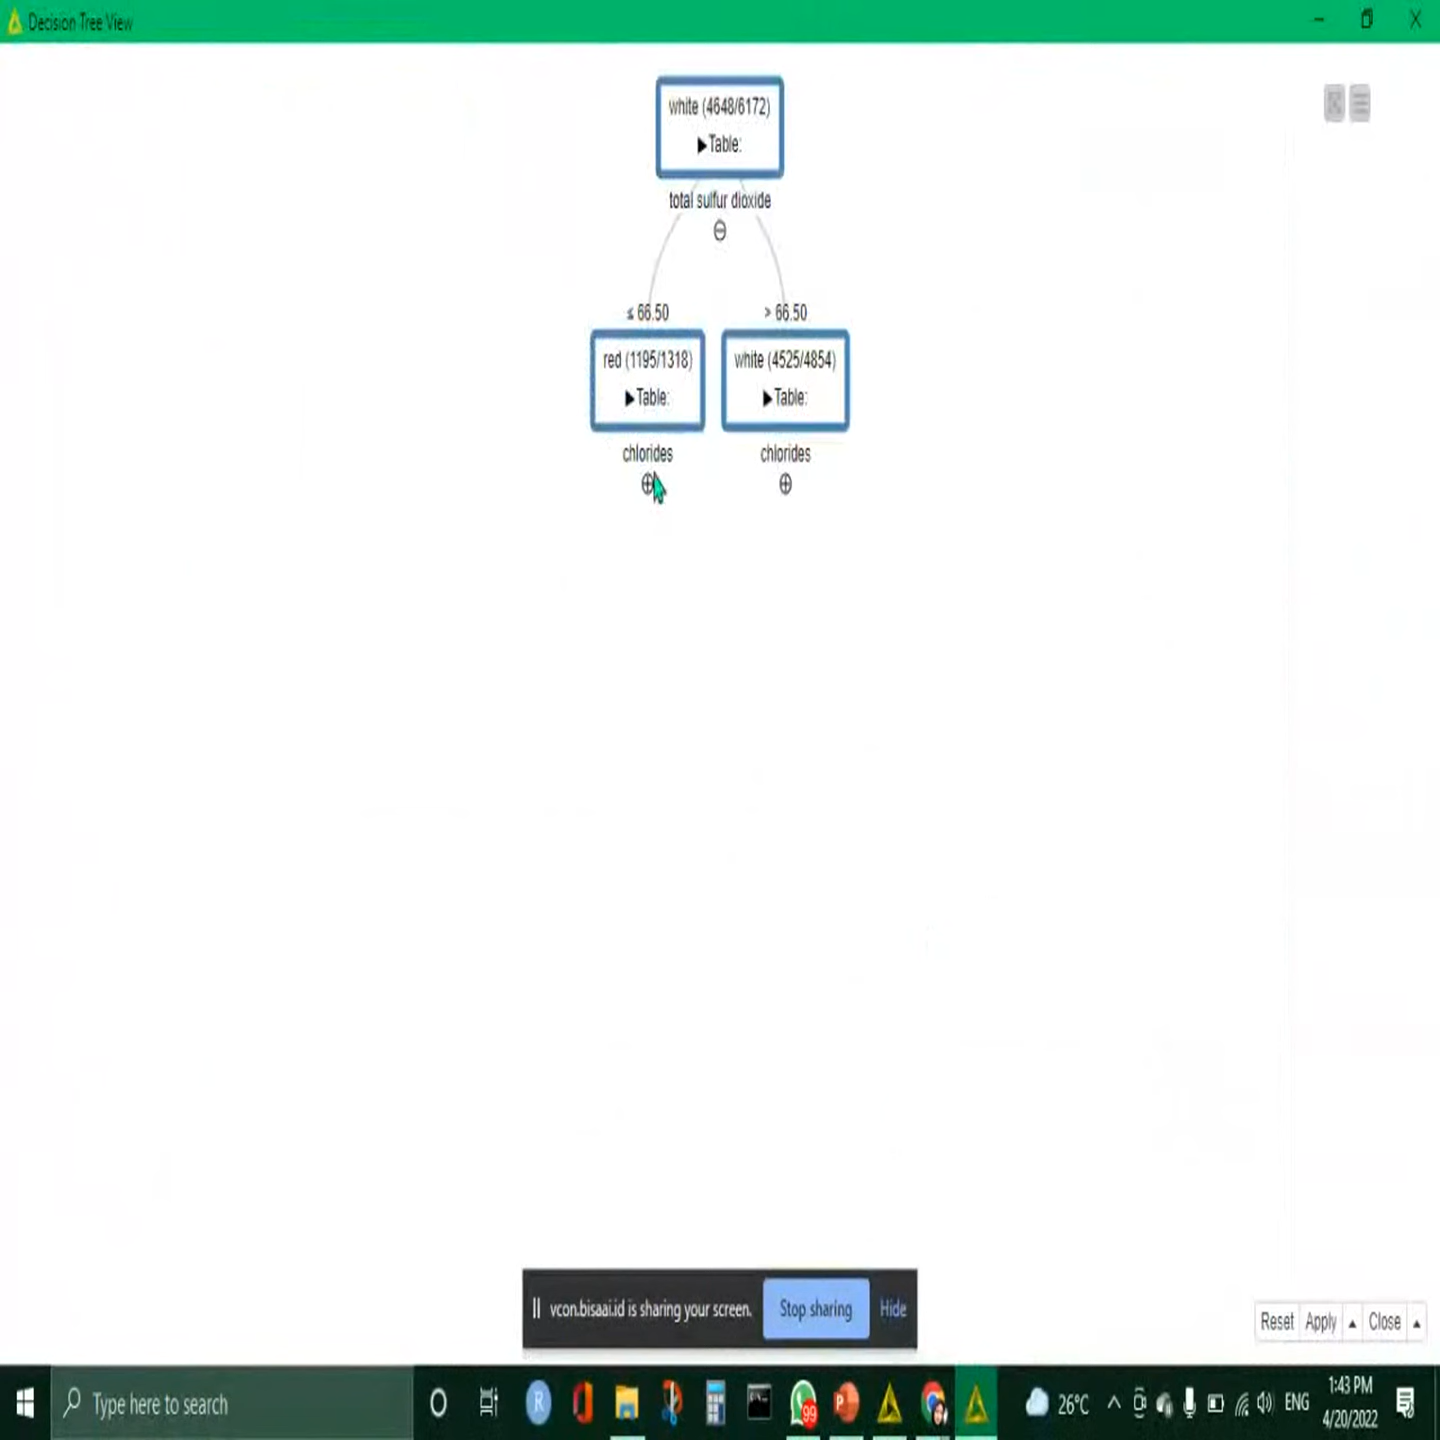 Decision Tree View
white (4648/6172)
▶Table:
total sulfur dioxide
≤ 66.50
> 66.50
red (1195/1318)
▶Table:
white (4525/4854)
▶Table:
chlorides
chlorides
vcon.bisaai.id is sharing your screen.
Stop sharing
Hide
Reset
Apply
Close
Type here to search
R
99
P
26°C
ENG
1:43 PM
4/20/2022